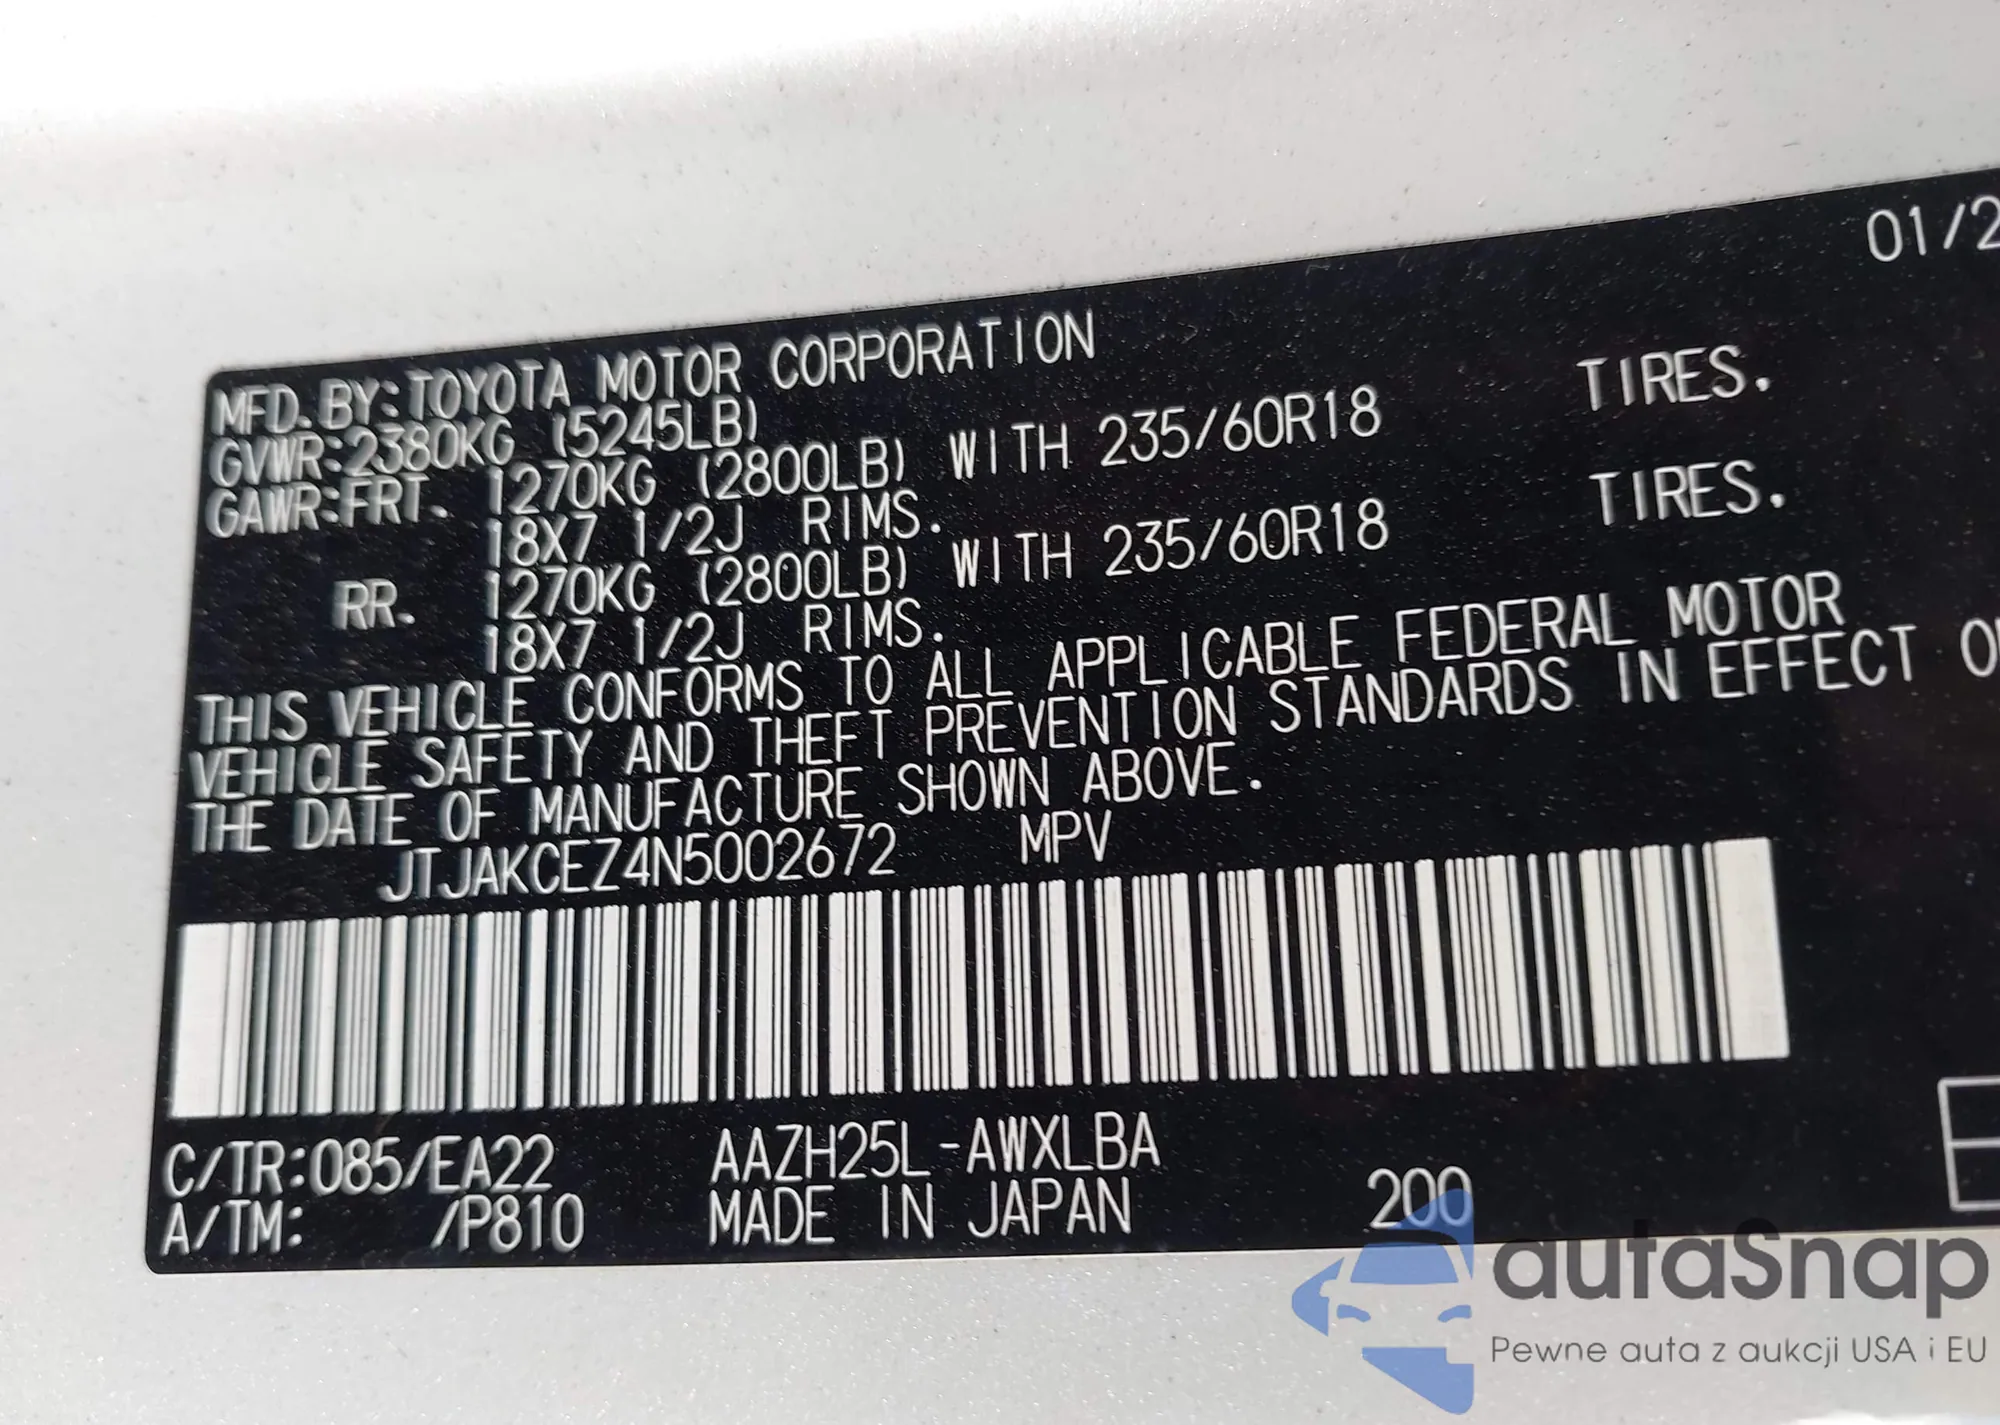 01/2
MFD. BY: TOYOTA MOTOR CORPORATION
GVWR: 2380KG (5245LB)
GAWR: FRT. 1270KG (2800LB) WITH 235/60R18 TIRES.
18X7 1/2J RIMS.
RR. 1270KG (2800LB) WITH 235/60R18 TIRES.
18X7 1/2J RIMS.
THIS VEHICLE CONFORMS TO ALL APPLICABLE FEDERAL MOTOR
VEHICLE SAFETY AND THEFT PREVENTION STANDARDS IN EFFECT
THE DATE OF MANUFACTURE SHOWN ABOVE.
JTJAKCEZ4N5002672 MPV
C/TR: 085/EA22 AAZH25L-AWXLBA
A/TM: /P810 MADE IN JAPAN 200
autaSnap
Pewne auta z aukcji USA i EU